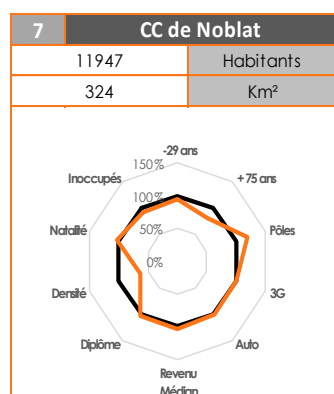 7 CC de Noblat
11947 Habitants
324 Km²
-29 ans
150%
Inoccupés
+75 ans
100%
Natalité
50%
Pôles
0%
Densité
3G
Diplôme
Auto
Revenu
Médian